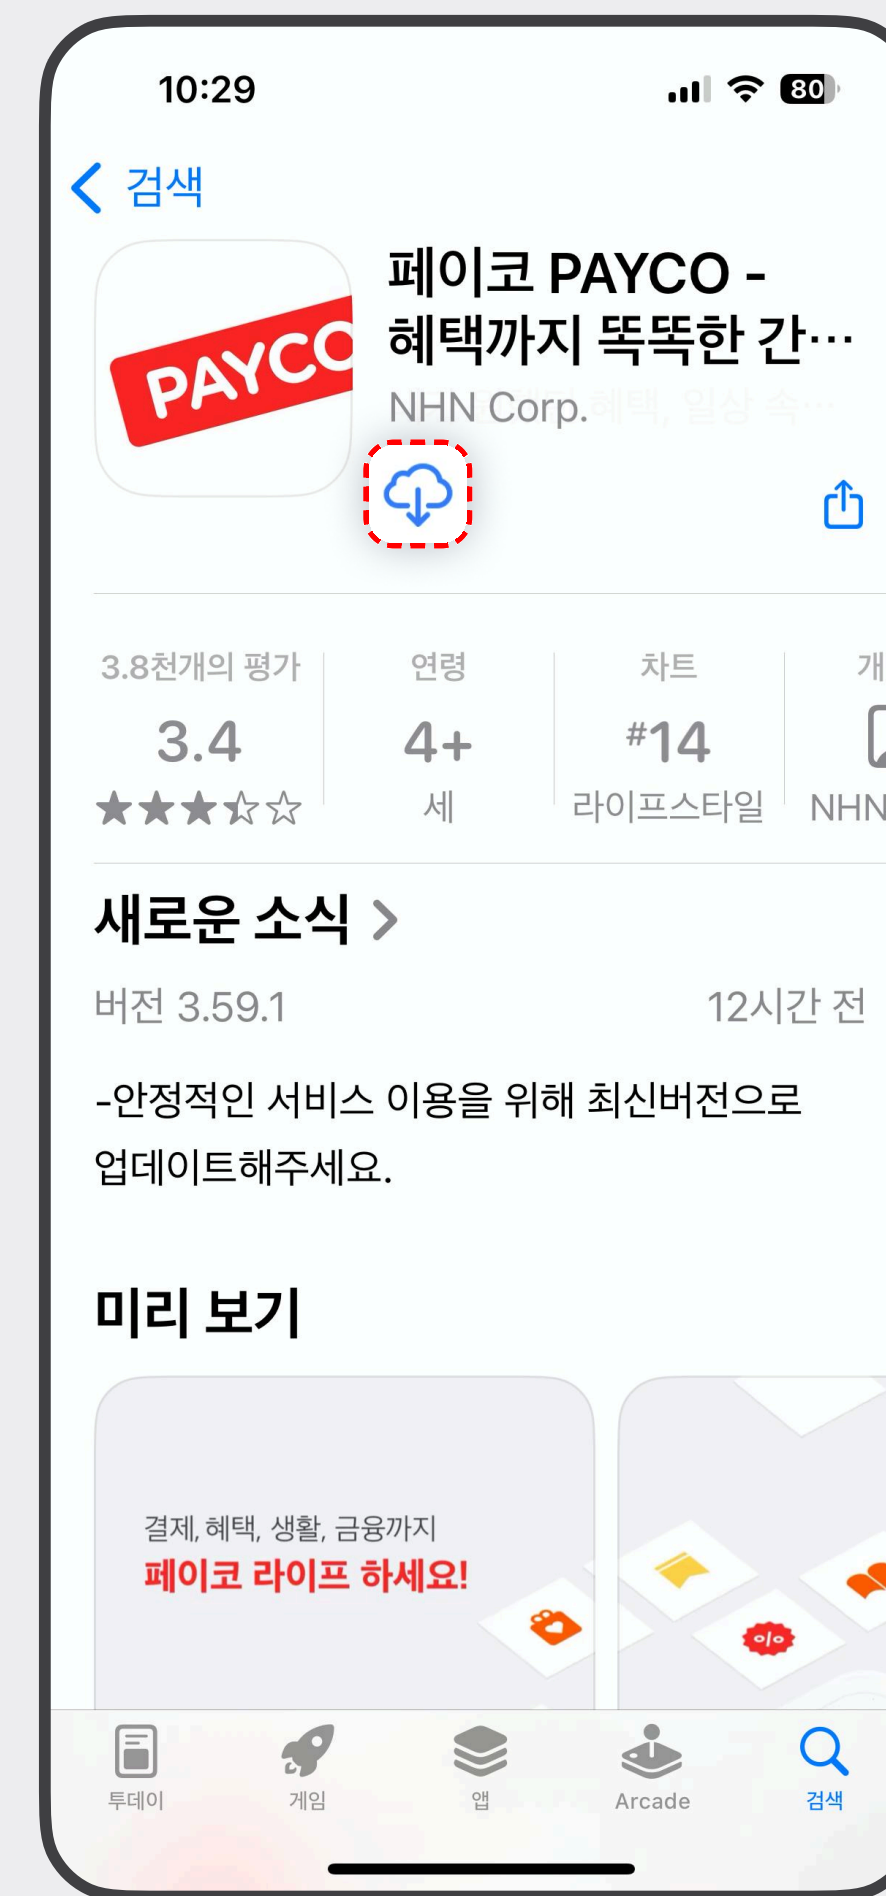 10:29
80
검색
PAYCO
페이코 PAYCO -
혜택까지 똑똑한 간…
NHN Corp.
혜택, 일상 속…
3.8천개의 평가
연령
차트
개
3.4
4+
#14
세
라이프스타일
NHN
새로운 소식
버전 3.59.1
12시간 전
-안정적인 서비스 이용을 위해 최신버전으로
업데이트해주세요.
미리 보기
결제, 혜택, 생활, 금융까지
페이코 라이프 하세요!
%
투데이
게임
앱
Arcade
검색